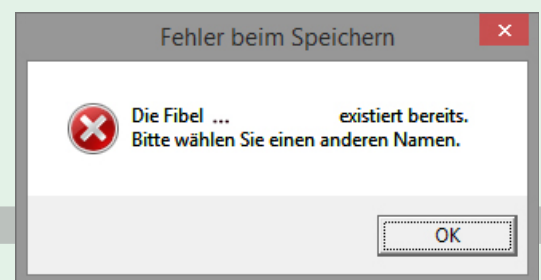 Fehler beim Speichern
Die Fibel ... existiert bereits.
Bitte wählen Sie einen anderen Namen.
OK